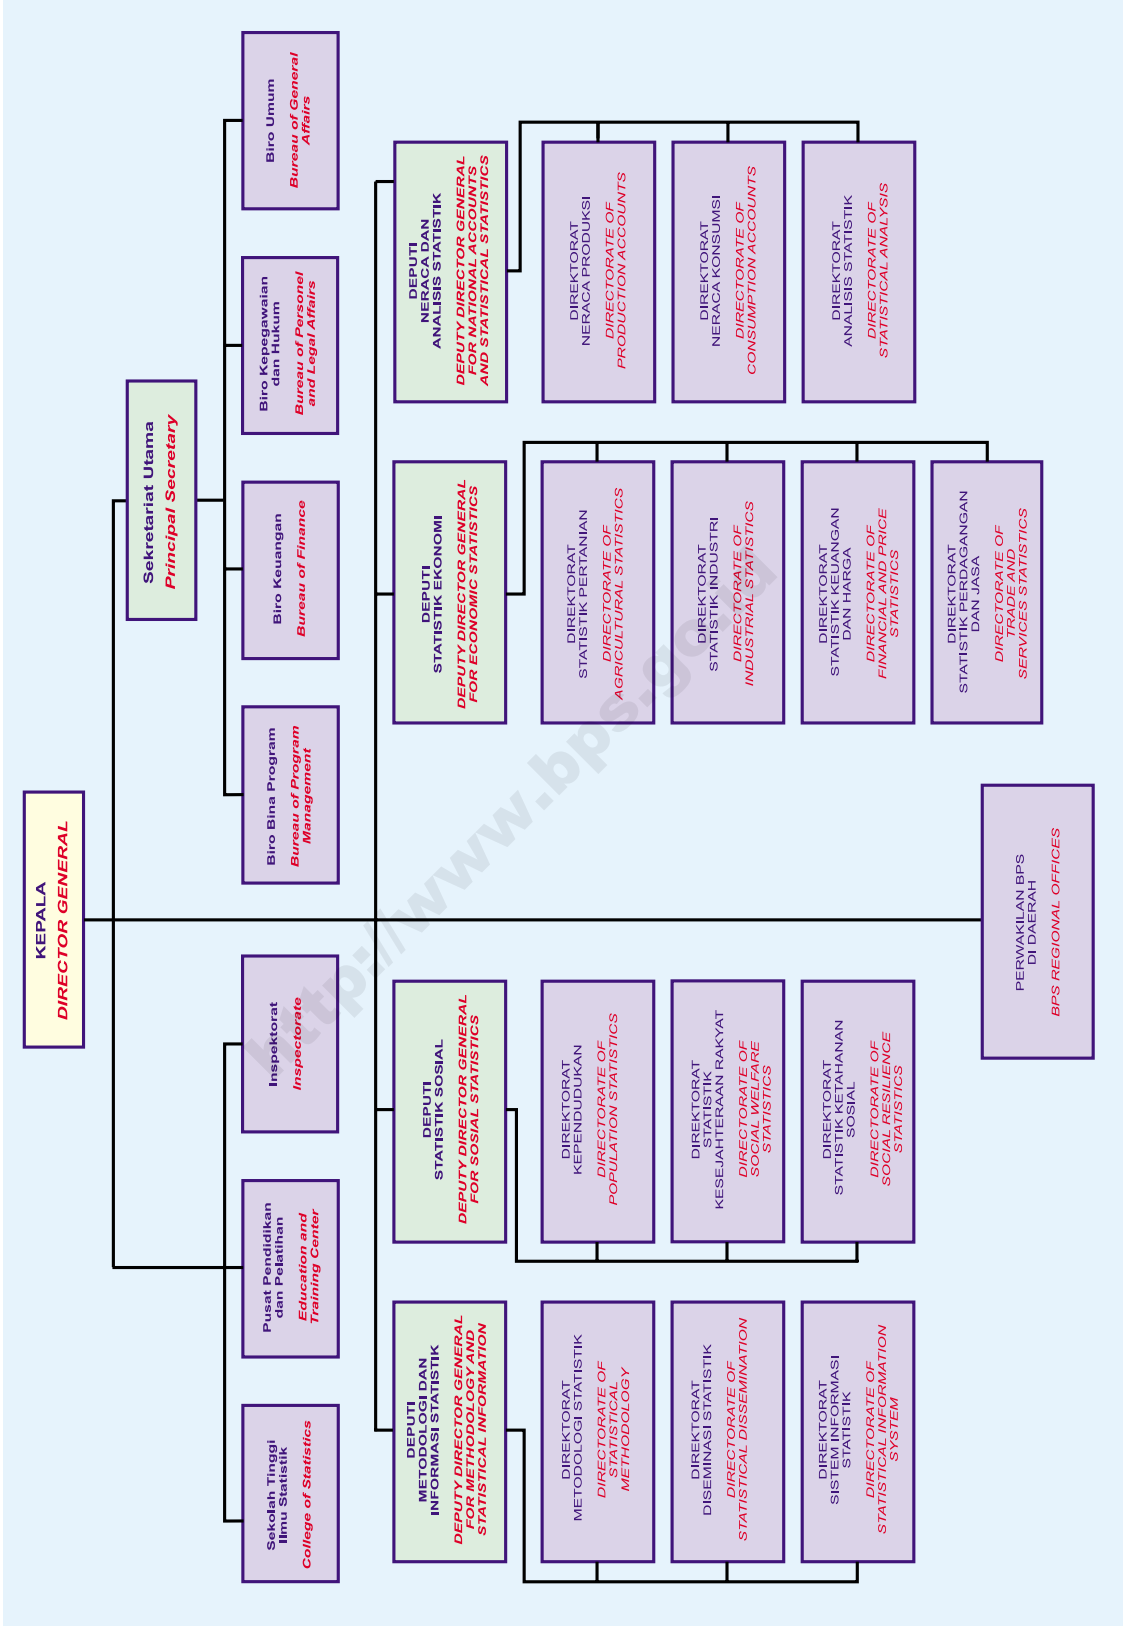 KEPALA
DIRECTOR GENERAL
Sekretariat Utama
Principal Secretary
Sekolah Tinggi
Ilmu Statistik
College of Statistics
Pusat Pendidikan
dan Pelatihan
Education and
Training Center
Inspektorat
Inspectorate
Biro Bina Program
Bureau of Program
Management
Biro Keuangan
Bureau of Finance
Biro Kepegawaian
dan Hukum
Bureau of Personel
and Legal Affairs
Biro Umum
Bureau of General
Affairs
DEPUTI
METODOLOGI DAN
INFORMASI STATISTIK
DEPUTY DIRECTOR GENERAL
FOR METHODOLOGY AND
STATISTICAL INFORMATION
DIREKTORAT
METODOLOGI STATISTIK
DIRECTORATE OF
STATISTICAL
METHODOLOGY
DIREKTORAT
DISEMINASI STATISTIK
DIRECTORATE OF
STATISTICAL DISSEMINATION
DIREKTORAT
SISTEM INFORMASI
STATISTIK
DIRECTORATE OF
STATISTICAL INFORMATION
SYSTEM
DEPUTI
STATISTIK SOSIAL
DEPUTY DIRECTOR GENERAL
FOR SOSIAL STATISTICS
DIREKTORAT
KEPENDUDUKAN
DIRECTORATE OF
POPULATION STATISTICS
DIREKTORAT
STATISTIK
KESEJAHTERAAN RAKYAT
DIRECTORATE OF
SOCIAL WELFARE
STATISTICS
DIREKTORAT
STATISTIK KETAHANAN
SOSIAL
DIRECTORATE OF
SOCIAL RESILIENCE
STATISTICS
DEPUTI
STATISTIK EKONOMI
DEPUTY DIRECTOR GENERAL
FOR ECONOMIC STATISTICS
DIREKTORAT
STATISTIK PERTANIAN
DIRECTORATE OF
AGRICULTURAL STATISTICS
DIREKTORAT
STATISTIK INDUSTRI
DIRECTORATE OF
INDUSTRIAL STATISTICS
DIREKTORAT
STATISTIK KEUANGAN
DAN HARGA
DIRECTORATE OF
FINANCIAL AND PRICE
STATISTICS
DIREKTORAT
STATISTIK PERDAGANGAN
DAN JASA
DIRECTORATE OF
TRADE AND
SERVICES STATISTICS
DEPUTI
NERACA DAN
ANALISIS STATISTIK
DEPUTY DIRECTOR GENERAL
FOR NATIONAL ACCOUNTS
AND STATISTICAL STATISTICS
DIREKTORAT
NERACA PRODUKSI
DIRECTORATE OF
PRODUCTION ACCOUNTS
DIREKTORAT
NERACA KONSUMSI
DIRECTORATE OF
CONSUMPTION ACCOUNTS
DIREKTORAT
ANALISIS STATISTIK
DIRECTORATE OF
STATISTICAL ANALYSIS
PERWAKILAN BPS
DI DAERAH
BPS REGIONAL OFFICES
http://www.bps.go.id